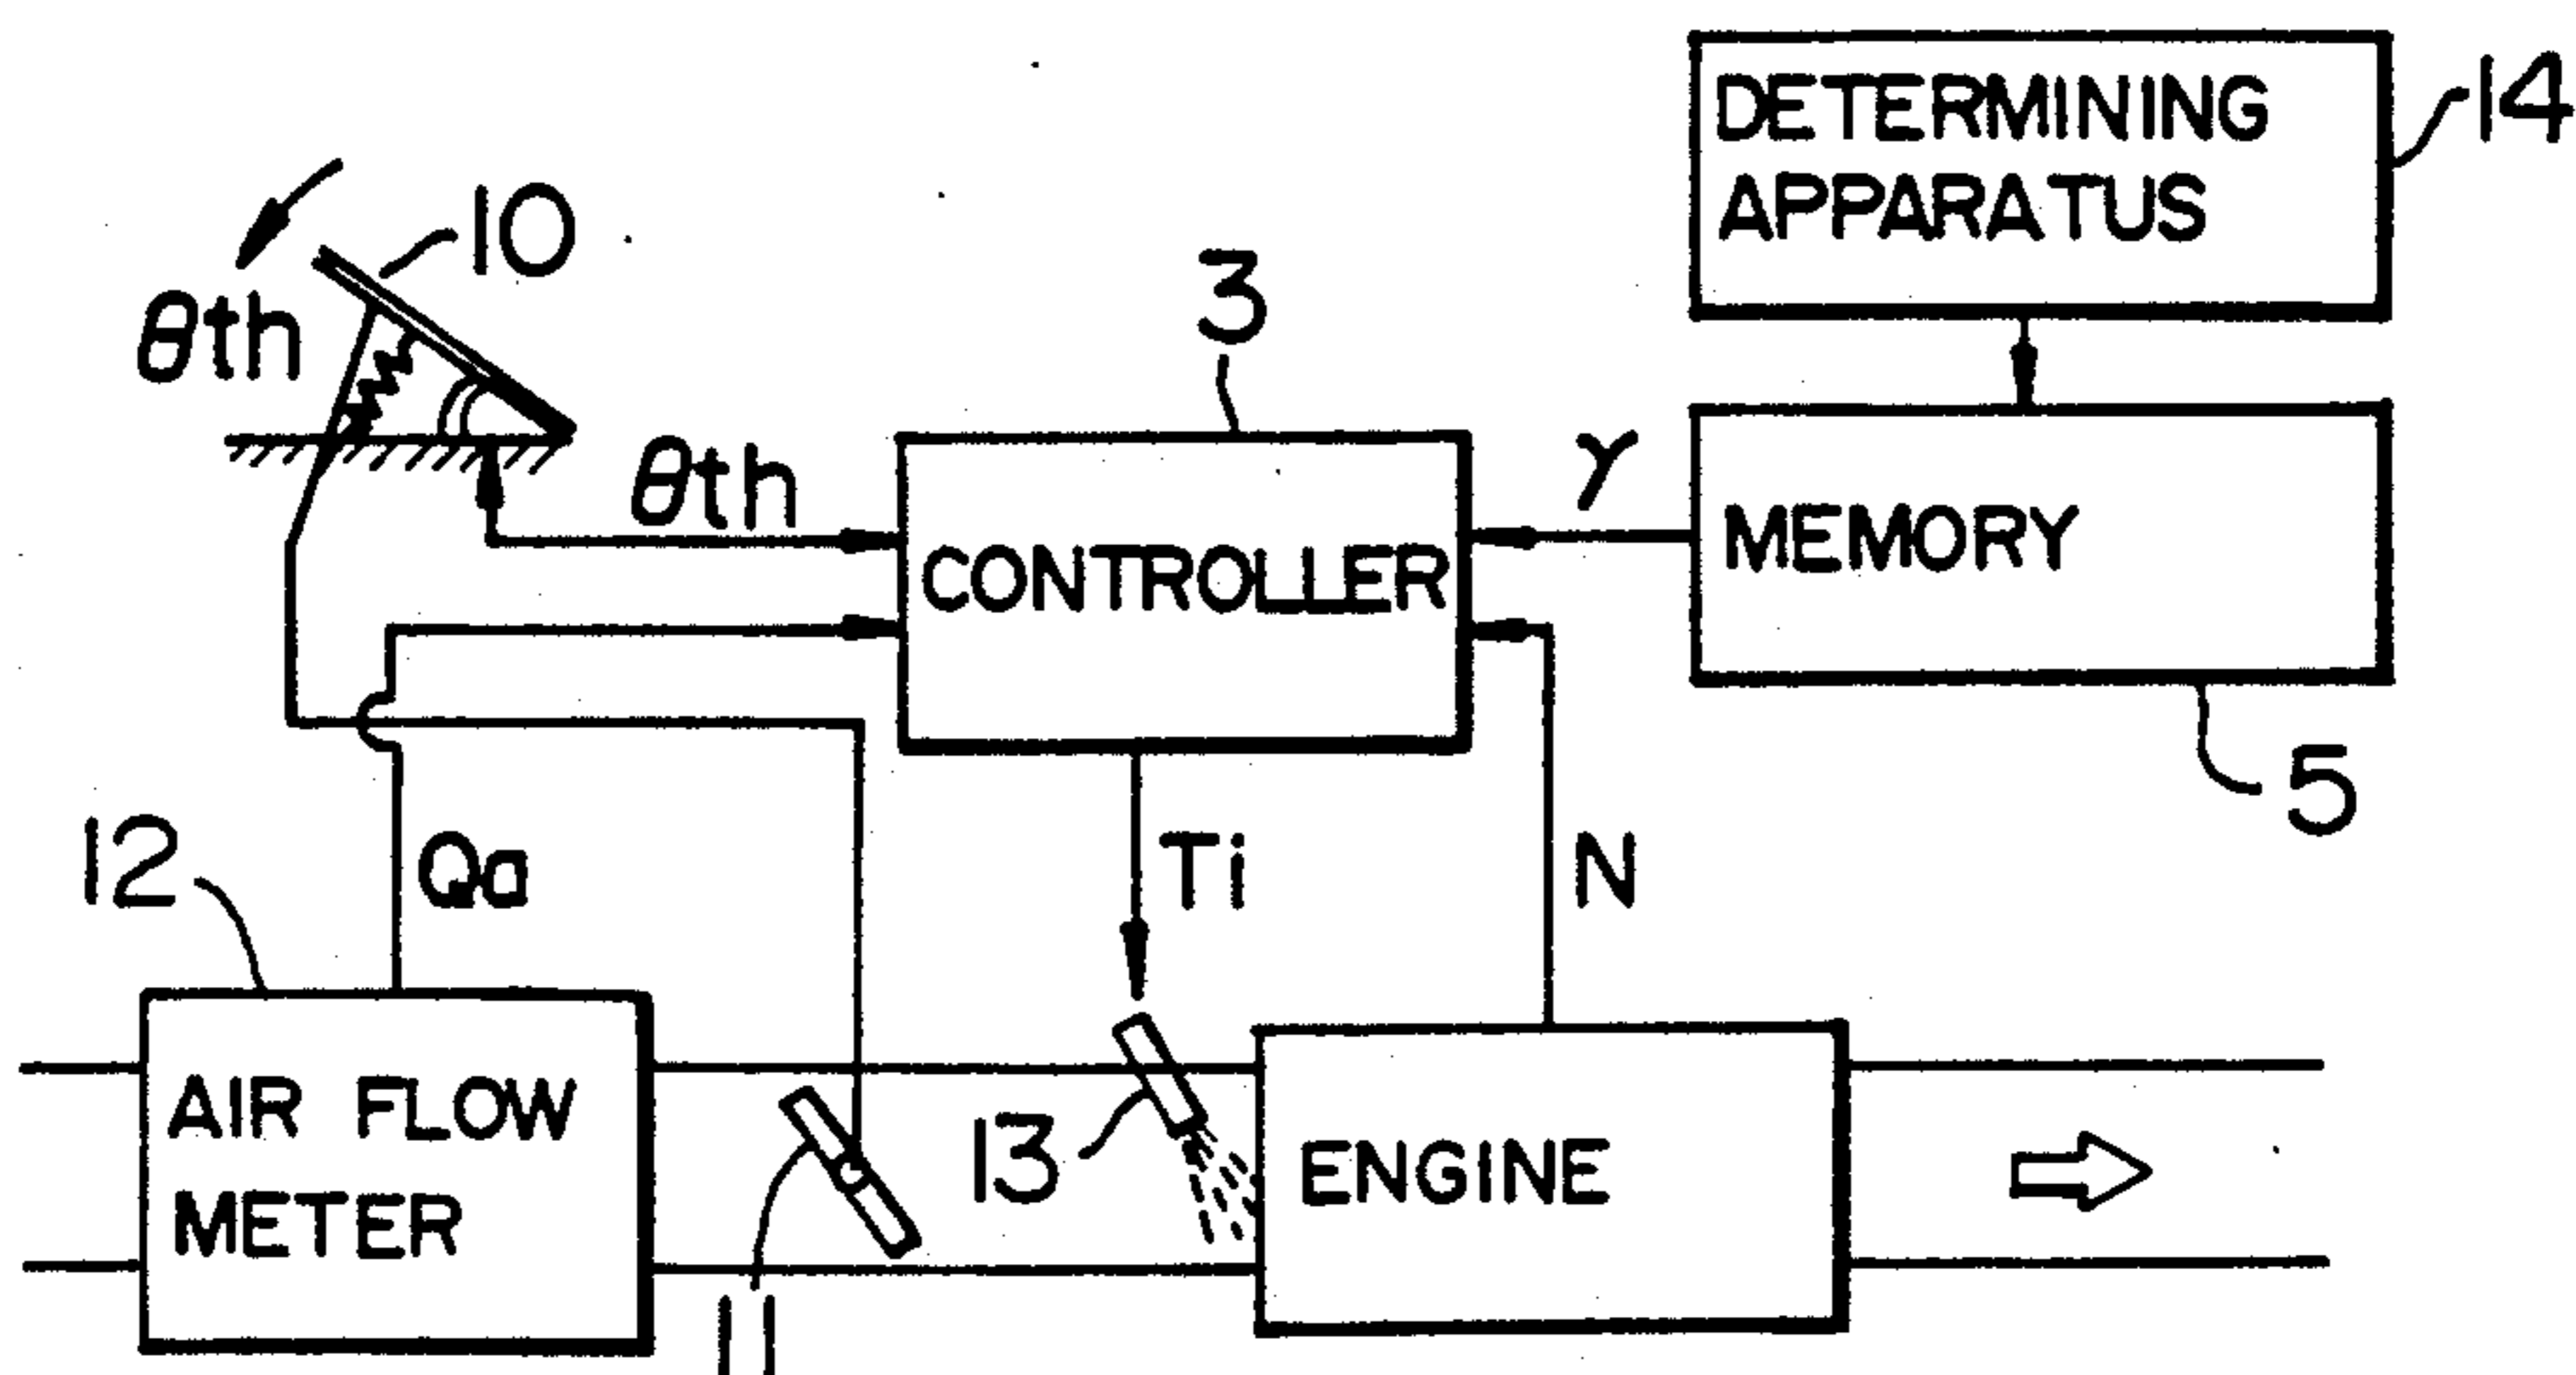 DETERMINING
APPARATUS
14
10
θth
3
θth
γ
CONTROLLER
MEMORY
5
12
Qa
Ti
N
AIR FLOW
METER
13
ENGINE
11